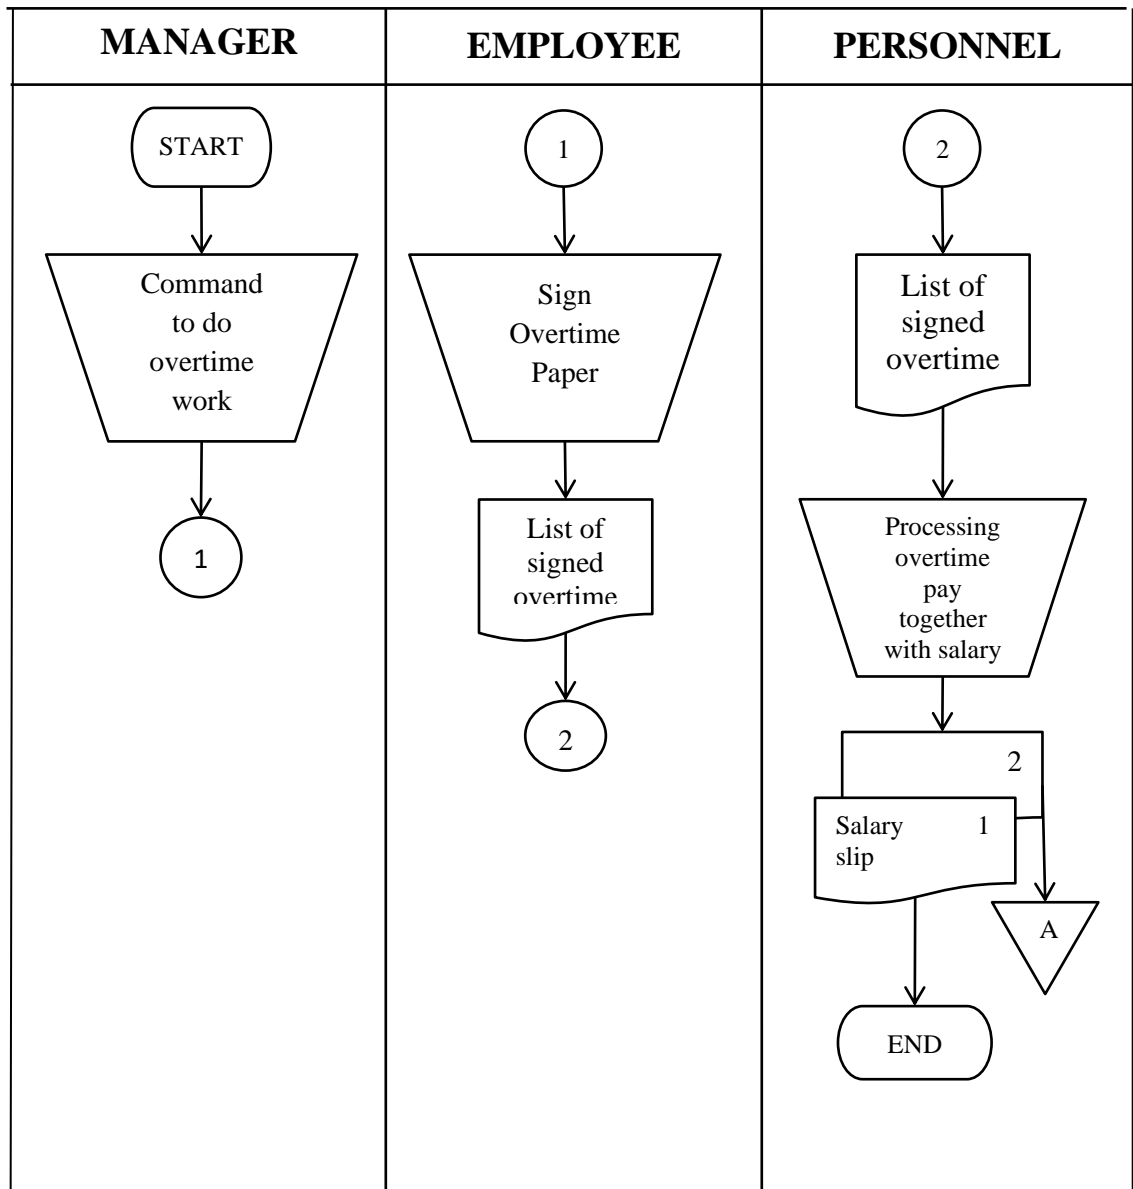 MANAGER
EMPLOYEE
PERSONNEL
START
Command
to do
overtime
work
1
1
Sign
Overtime
Paper
List of
signed
overtime
2
2
List of
signed
overtime
Processing
overtime
pay
together
with salary
2
Salary 1
slip
A
END